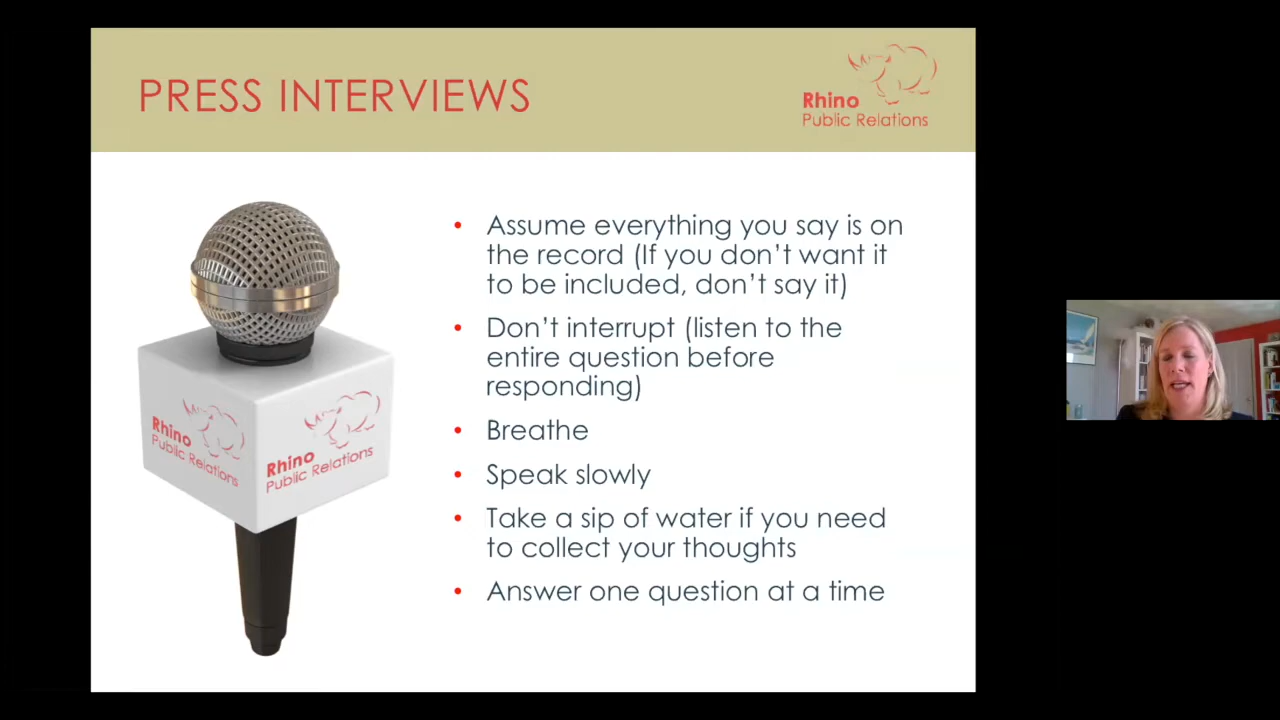 PRESS INTERVIEWS
Rhino
Public Relations
• Assume everything you say is on
the record (If you don't want it
to be included, don't say it)
• Don't interrupt (listen to the
entire question before
responding)
• Breathe
• Speak slowly
• Take a sip of water if you need
to collect your thoughts
• Answer one question at a time
Rhino
Public Relations
Rhino
Public Relations